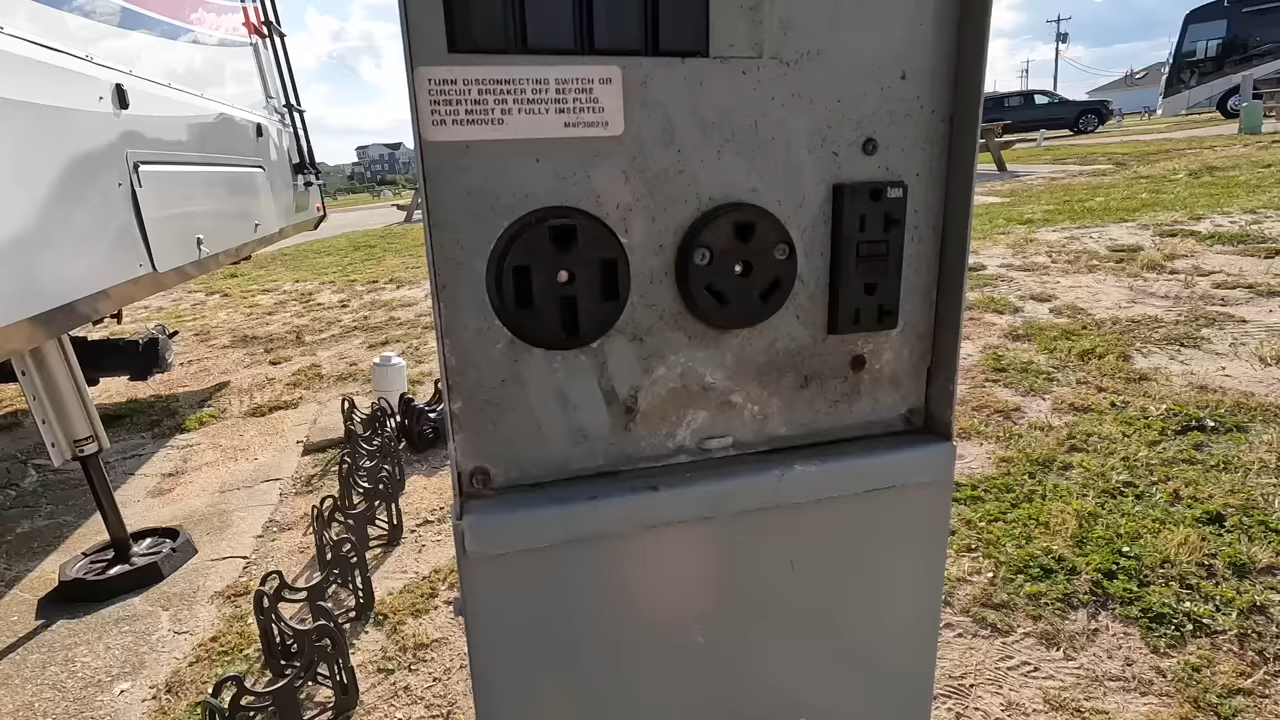 TURN DISCONNECTING SWITCH OR
CIRCUIT BREAKER OFF BEFORE
INSERTING OR REMOVING PLUG.
PLUG MUST BE FULLY INSERTED
OR REMOVED.
WR